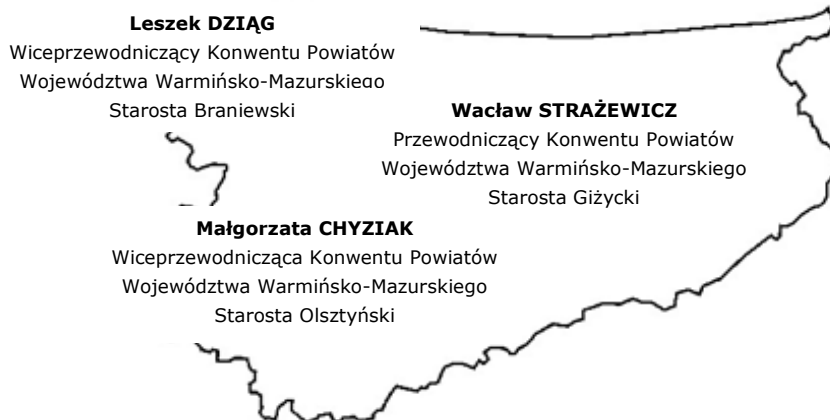 Leszek DZIĄG
Wiceprzewodniczący Konwentu Powiatów
Województwa Warmińsko-Mazurskiego
Starosta Braniewski
Wacław STRAŻEWICZ
Przewodniczący Konwentu Powiatów
Województwa Warmińsko-Mazurskiego
Starosta Giżycki
Małgorzata CHYZIAK
Wiceprzewodnicząca Konwentu Powiatów
Województwa Warmińsko-Mazurskiego
Starosta Olsztyński